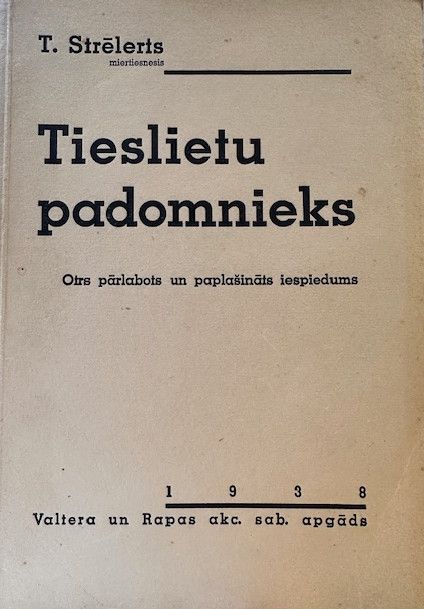 T. Strēlerts
miertiesnesis
Tieslietu
padomnieks
Otrs pārlabots un paplašināts iespiedums
1 9 3 8
Valtera un Rapas akc. sab. apgāds